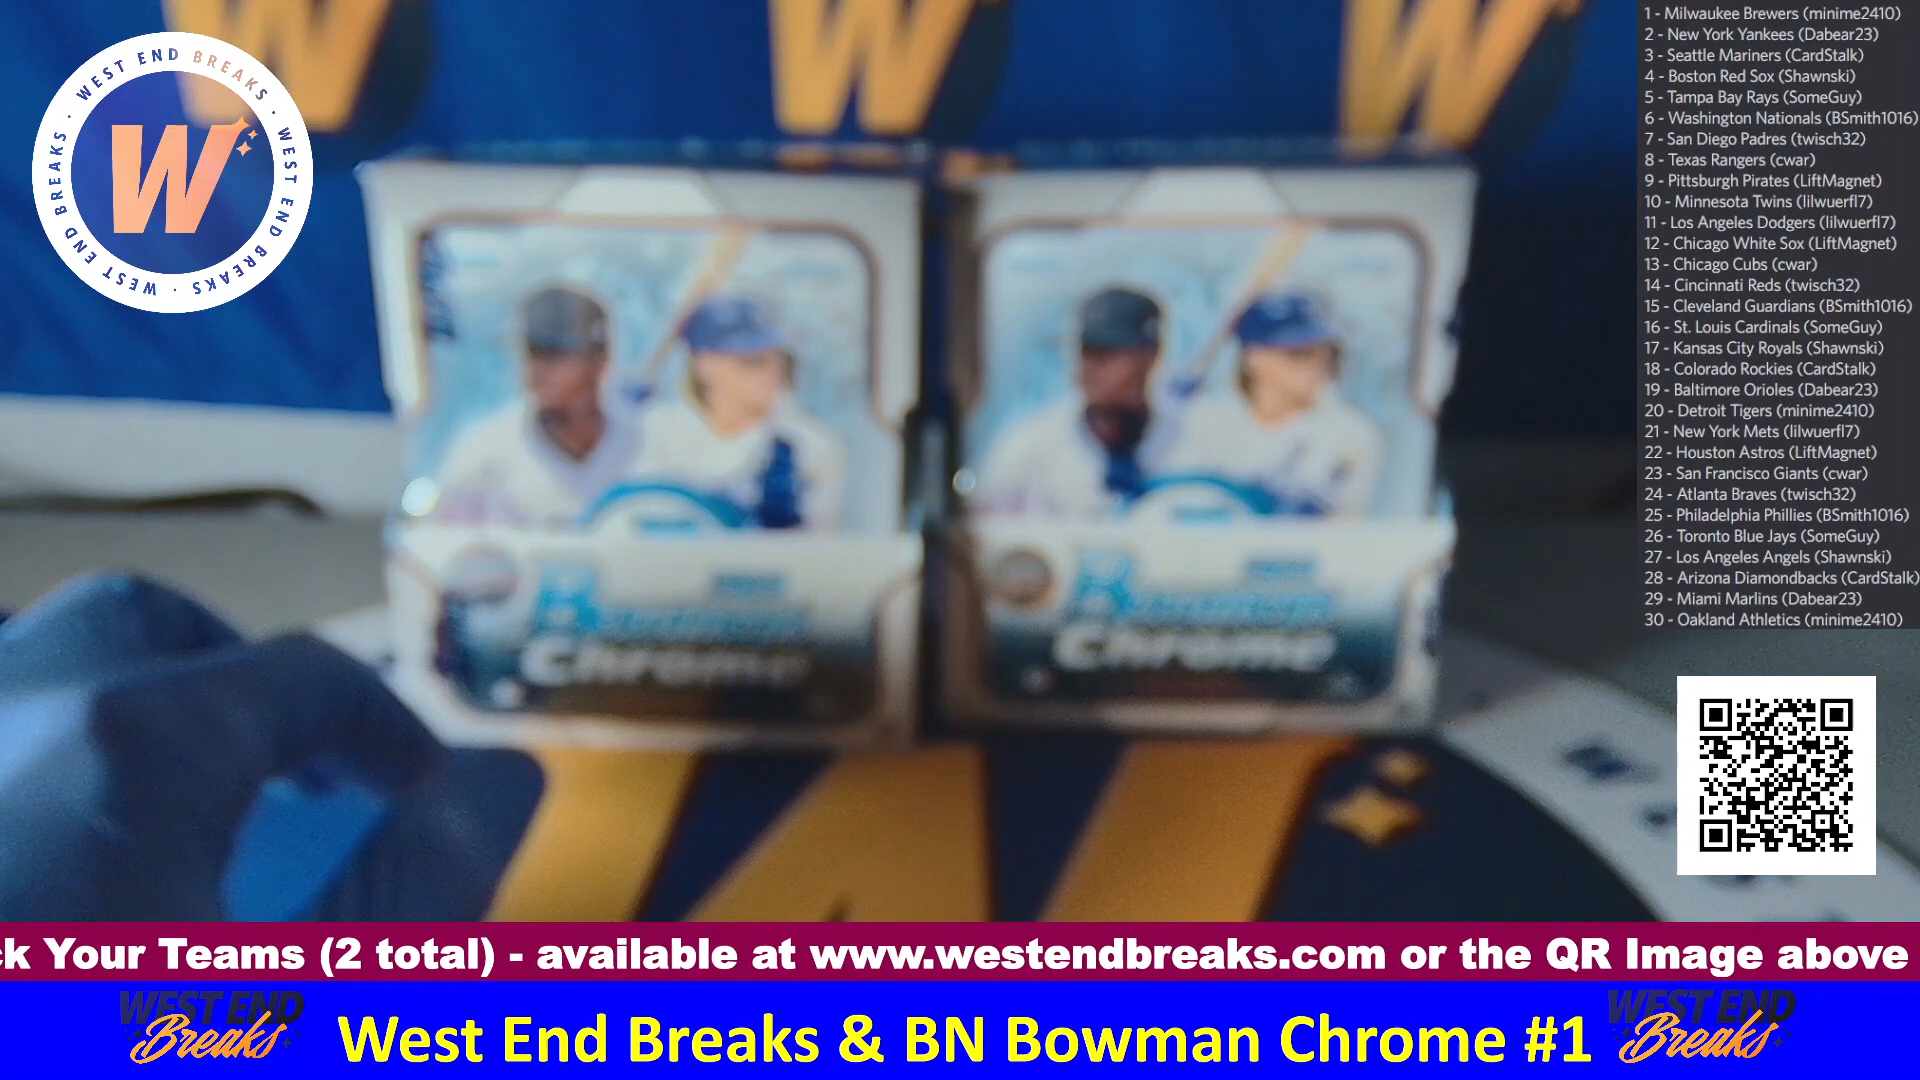 WEST END BREAKS · WEST END BREAKS · WEST END BREAKS ·
W
1 - Milwaukee Brewers (minime2410)
2 - New York Yankees (Dabear23)
3 - Seattle Mariners (CardStalk)
4 - Boston Red Sox (Shawnski)
5 - Tampa Bay Rays (SomeGuy)
6 - Washington Nationals (BSmith1016)
7 - San Diego Padres (twisch32)
8 - Texas Rangers (cwar)
9 - Pittsburgh Pirates (LiftMagnet)
10 - Minnesota Twins (lilwuerfl7)
11 - Los Angeles Dodgers (lilwuerfl7)
12 - Chicago White Sox (LiftMagnet)
13 - Chicago Cubs (cwar)
14 - Cincinnati Reds (twisch32)
15 - Cleveland Guardians (BSmith1016)
16 - St. Louis Cardinals (SomeGuy)
17 - Kansas City Royals (Shawnski)
18 - Colorado Rockies (CardStalk)
19 - Baltimore Orioles (Dabear23)
20 - Detroit Tigers (minime2410)
21 - New York Mets (lilwuerfl7)
22 - Houston Astros (LiftMagnet)
23 - San Francisco Giants (cwar)
24 - Atlanta Braves (twisch32)
25 - Philadelphia Phillies (BSmith1016)
26 - Toronto Blue Jays (SomeGuy)
27 - Los Angeles Angels (Shawnski)
28 - Arizona Diamondbacks (CardStalk)
29 - Miami Marlins (Dabear23)
30 - Oakland Athletics (minime2410)
Bowman
Chrome
Bowman
Chrome
ck Your Teams (2 total) - available at www.westendbreaks.com or the QR Image above
WEST END
Breaks
West End Breaks & BN Bowman Chrome #1
WEST END
Breaks